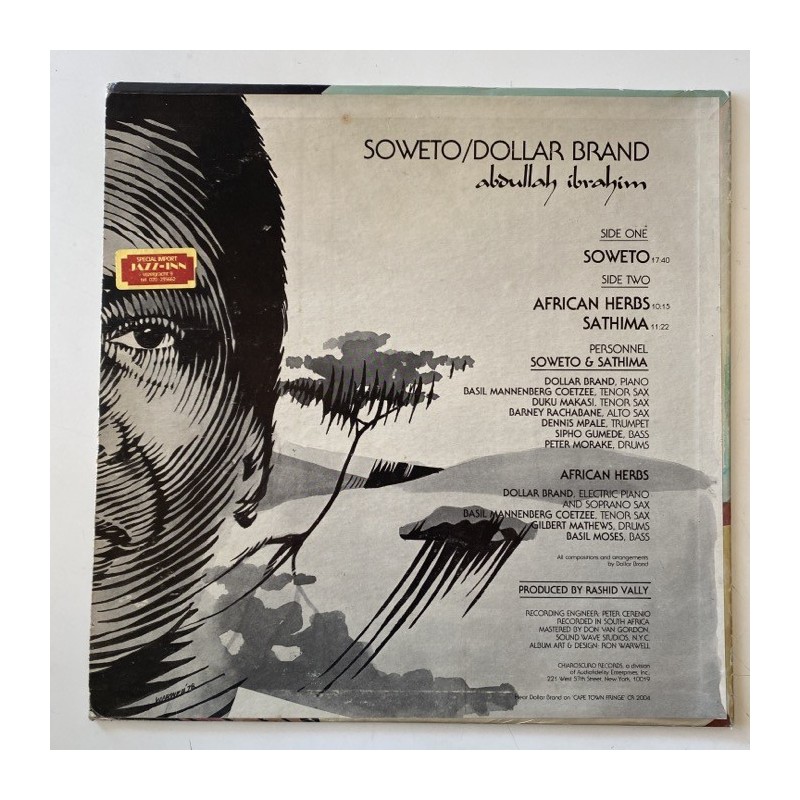 SOWETO/DOLLAR BRAND
abdullah ibrahim
SPECIAL IMPORT
JAZZ-INN
SIDE ONE
SOWETO 17:40
SIDE TWO
AFRICAN HERBS 10:15
SATHIMA 11:22
PERSONNEL
SOWETO & SATHIMA
DOLLAR BRAND, PIANO
BASIL MANNENBERG COETZEE, TENOR SAX
DUKU MAKASI, TENOR SAX
BARNEY RACHABANE, ALTO SAX
DENNIS MPALE, TRUMPET
SIPHO GUMEDE, BASS
PETER MORAKE, DRUMS
AFRICAN HERBS
DOLLAR BRAND, ELECTRIC PIANO
AND SOPRANO SAX
BASIL MANNENBERG COETZEE, TENOR SAX
GILBERT MATHEWS, DRUMS
BASIL MOSES, BASS
All compositions and arrangements
by Dollar Brand
PRODUCED BY RASHID VALLY
RECORDING ENGINEER: PETER CERENIO
RECORDED IN SOUTH AFRICA
MASTERED BY DON VAN GORDON,
SOUND WAVE STUDIOS, N.Y.C.
ALBUM ART & DESIGN: RON WARWELL
CHIAROSCURO RECORDS, a division
of Audiofidelity Enterprises, Inc.
221 West 57th Street, New York, 10019
Hear Dollar Brand on "CAPE TOWN FRINGE" CR 2004